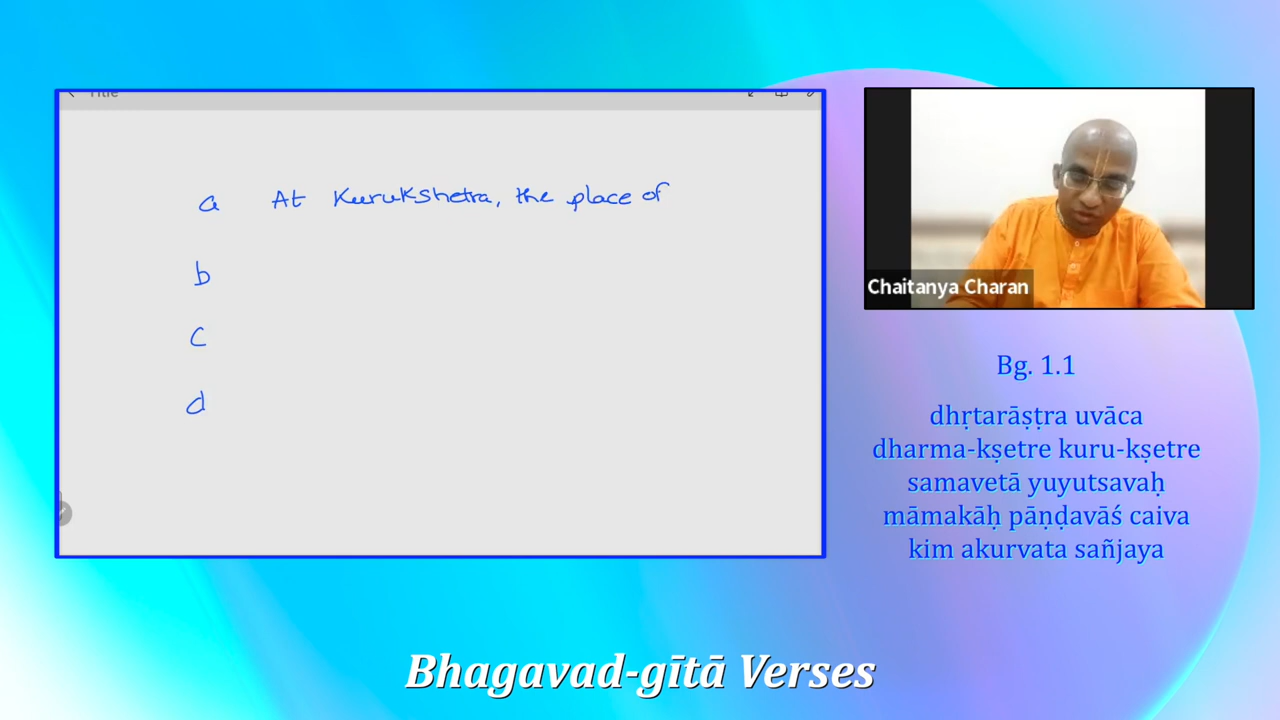 Title
a At Kurukshetra, the place of
b
c
d
Chaitanya Charan
Bg. 1.1
dhṛtarāṣṭra uvāca
dharma-kṣetre kuru-kṣetre
samavetā yuyutsavaḥ
māmakāḥ pāṇḍavāś caiva
kim akurvata sañjaya
Bhagavad-gītā Verses